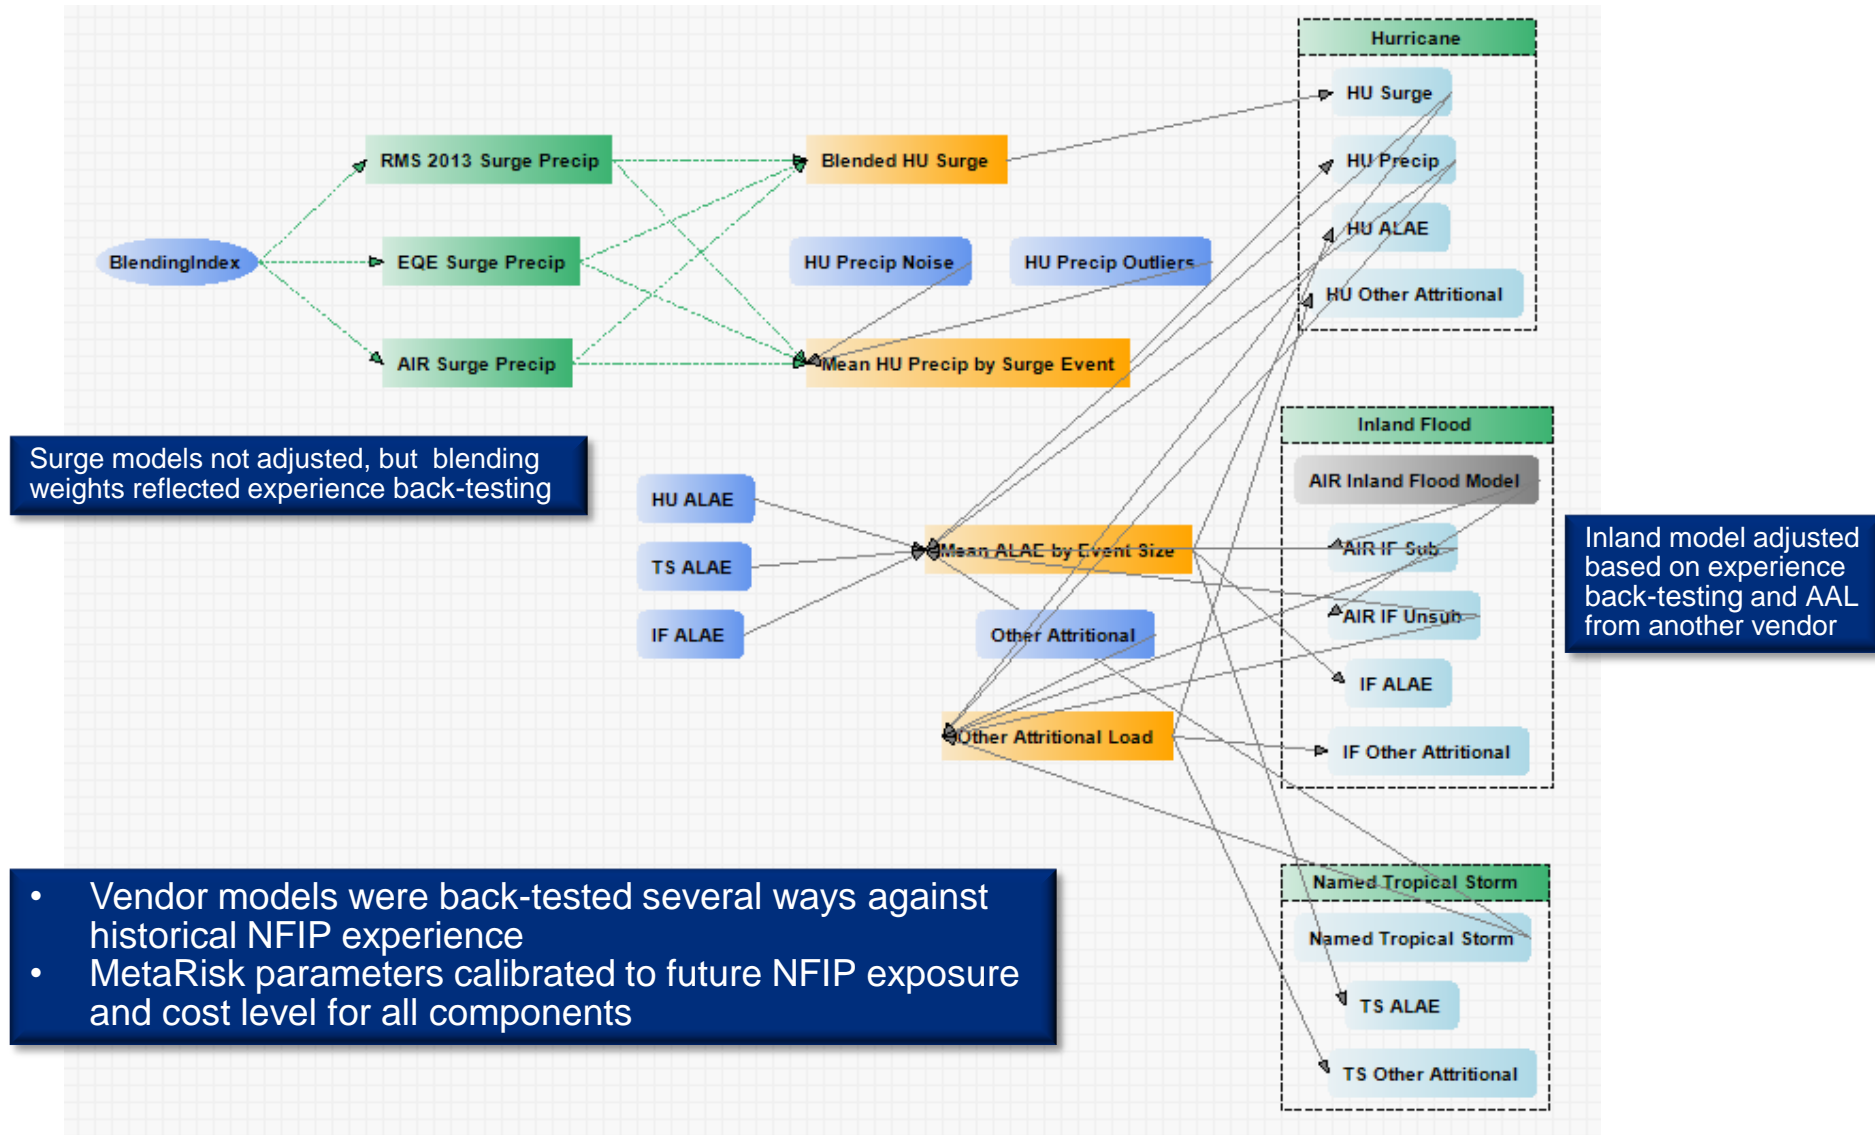 Hurricane
HU Surge
RMS 2013 Surge Precip
Blended HU Surge
HU Precip
HU ALAE
BlendingIndex
EQE Surge Precip
HU Precip Noise
HU Precip Outliers
HU Other Attritional
AIR Surge Precip
Mean HU Precip by Surge Event
Inland Flood
Surge models not adjusted, but blending
weights reflected experience back-testing
AIR Inland Flood Model
HU ALAE
Mean ALAE by Event Size
AIR IF Sub
TS ALAE
Inland model adjusted
based on experience
back-testing and AAL
from another vendor
AIR IF Unsub
IF ALAE
Other Attritional
IF ALAE
Other Attritional Load
IF Other Attritional
Named Tropical Storm
• Vendor models were back-tested several ways against
historical NFIP experience
• MetaRisk parameters calibrated to future NFIP exposure
and cost level for all components
Named Tropical Storm
TS ALAE
TS Other Attritional